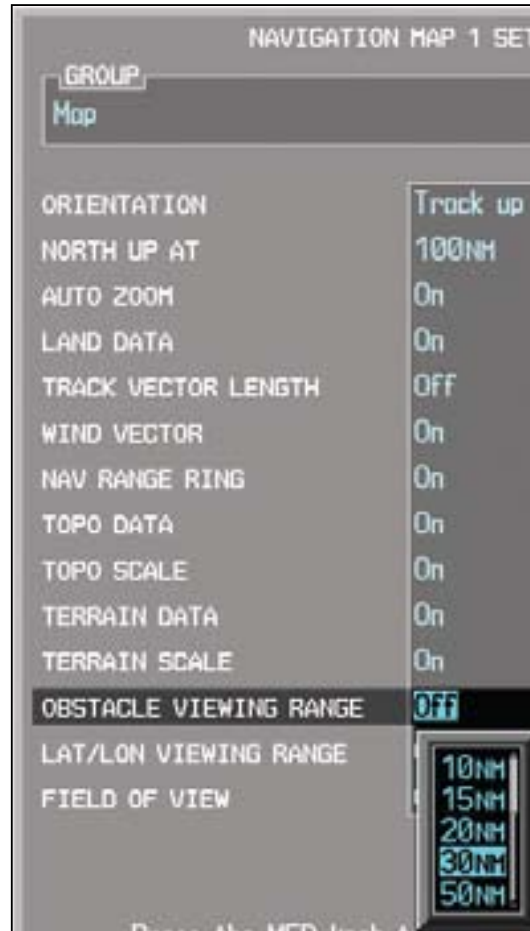 NAVIGATION MAP 1
GROUP
Map
ORIENTATION Track up
NORTH UP AT 100NM
AUTO ZOOM On
LAND DATA On
TRACK VECTOR LENGTH Off
WIND VECTOR On
NAV RANGE RING On
TOPO DATA On
TOPO SCALE On
TERRAIN DATA On
TERRAIN SCALE On
OBSTACLE VIEWING RANGE Off
LAT/LON VIEWING RANGE
FIELD OF VIEW
10NM
15NM
20NM
30NM
50NM